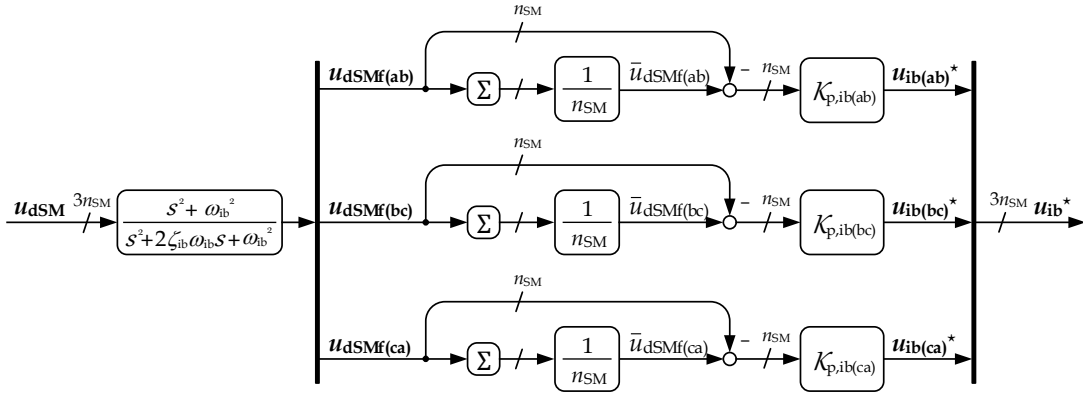 n_SM
u_dSMf(ab) Σ 1/n_SM ū_dSMf(ab) − n_SM K_p,ib(ab) u_ib(ab)*
n_SM
u_dSM 3n_SM (s² + ω_ib²)/(s² + 2ζ_ib ω_ib s + ω_ib²) u_dSMf(bc) Σ 1/n_SM ū_dSMf(bc) − n_SM K_p,ib(bc) u_ib(bc)* 3n_SM u_ib*
n_SM
u_dSMf(ca) Σ 1/n_SM ū_dSMf(ca) − n_SM K_p,ib(ca) u_ib(ca)*